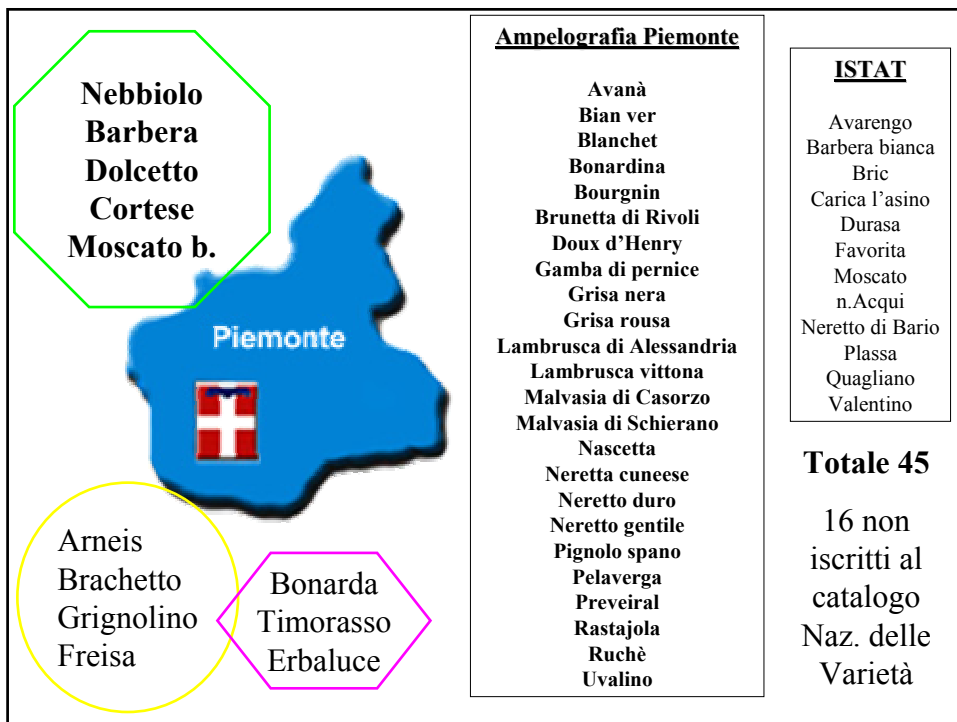 Nebbiolo
Barbera
Dolcetto
Cortese
Moscato b.
Piemonte
Arneis
Brachetto
Grignolino
Freisa
Bonarda
Timorasso
Erbaluce
Ampelografia Piemonte
Avanà
Bian ver
Blanchet
Bonardina
Bourgnin
Brunetta di Rivoli
Doux d’Henry
Gamba di pernice
Grisa nera
Grisa rousa
Lambrusca di Alessandria
Lambrusca vittona
Malvasia di Casorzo
Malvasia di Schierano
Nascetta
Neretta cuneese
Neretto duro
Neretto gentile
Pignolo spano
Pelaverga
Preveiral
Rastajola
Ruchè
Uvalino
ISTAT
Avarengo
Barbera bianca
Bric
Carica l’asino
Durasa
Favorita
Moscato
n.Acqui
Neretto di Bario
Plassa
Quagliano
Valentino
Totale 45
16 non
iscritti al
catalogo
Naz. delle
Varietà